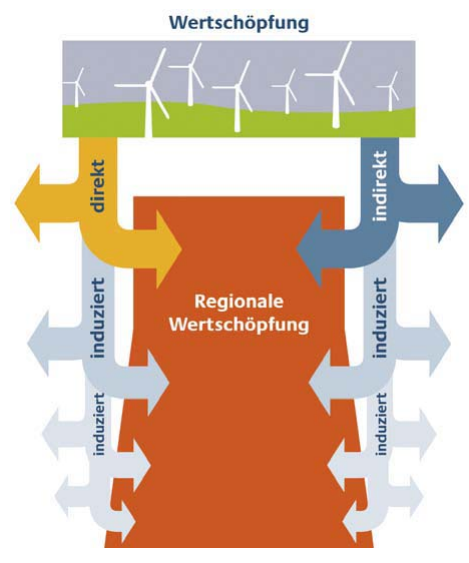 Wertschöpfung
direkt
indirekt
Regionale
Wertschöpfung
induziert
induziert
induziert
induziert